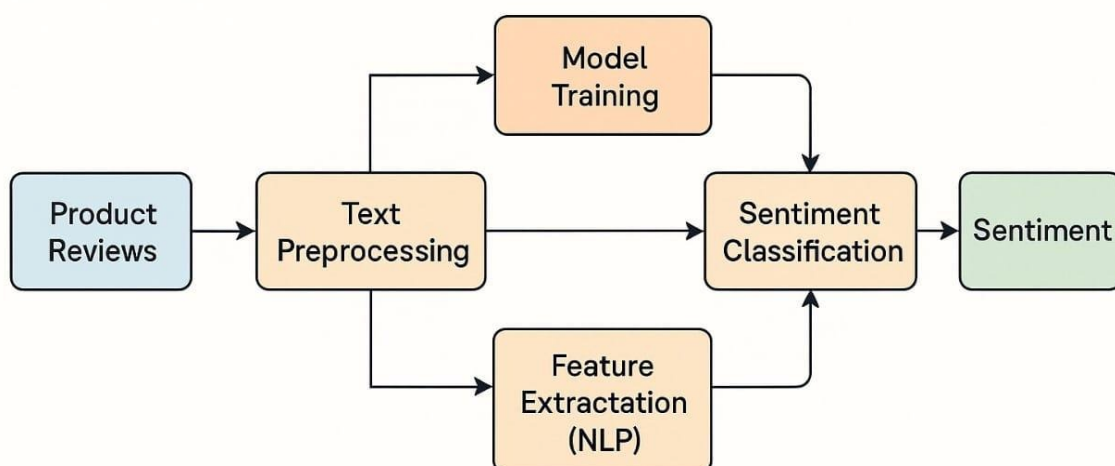 Model
Training
Product
Reviews
Text
Preprocessing
Sentiment
Classification
Sentiment
Feature
Extractation
(NLP)